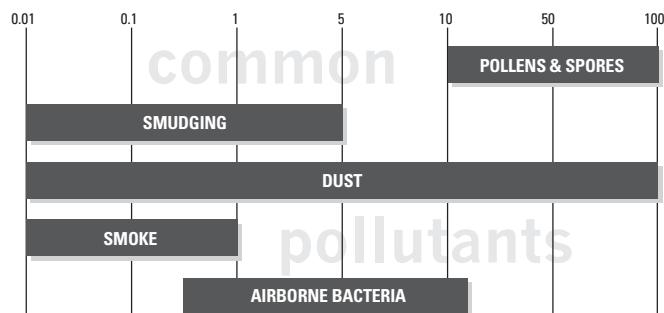 0.01 0.1 1 5 10 50 100
common
POLLENS & SPORES
SMUDGING
DUST
SMOKE
pollutants
AIRBORNE BACTERIA